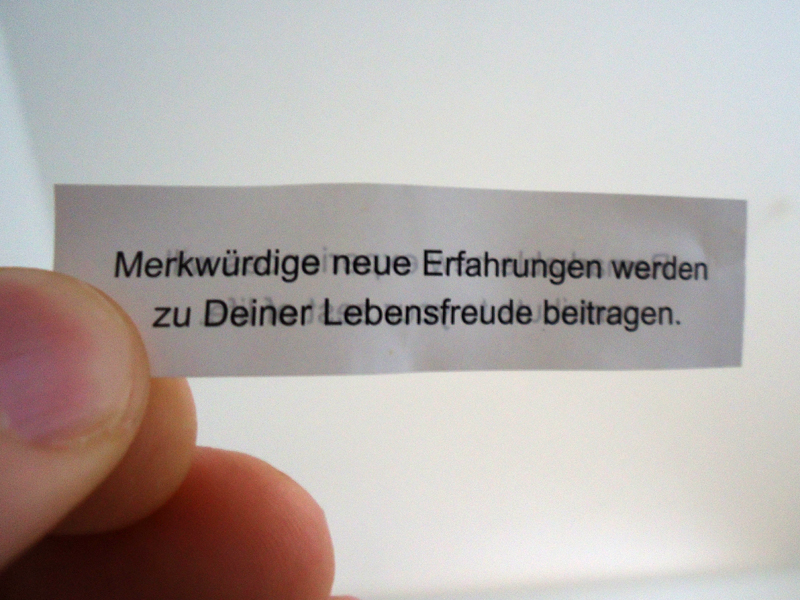 Merkwürdige neue Erfahrungen werden
zu Deiner Lebensfreude beitragen.